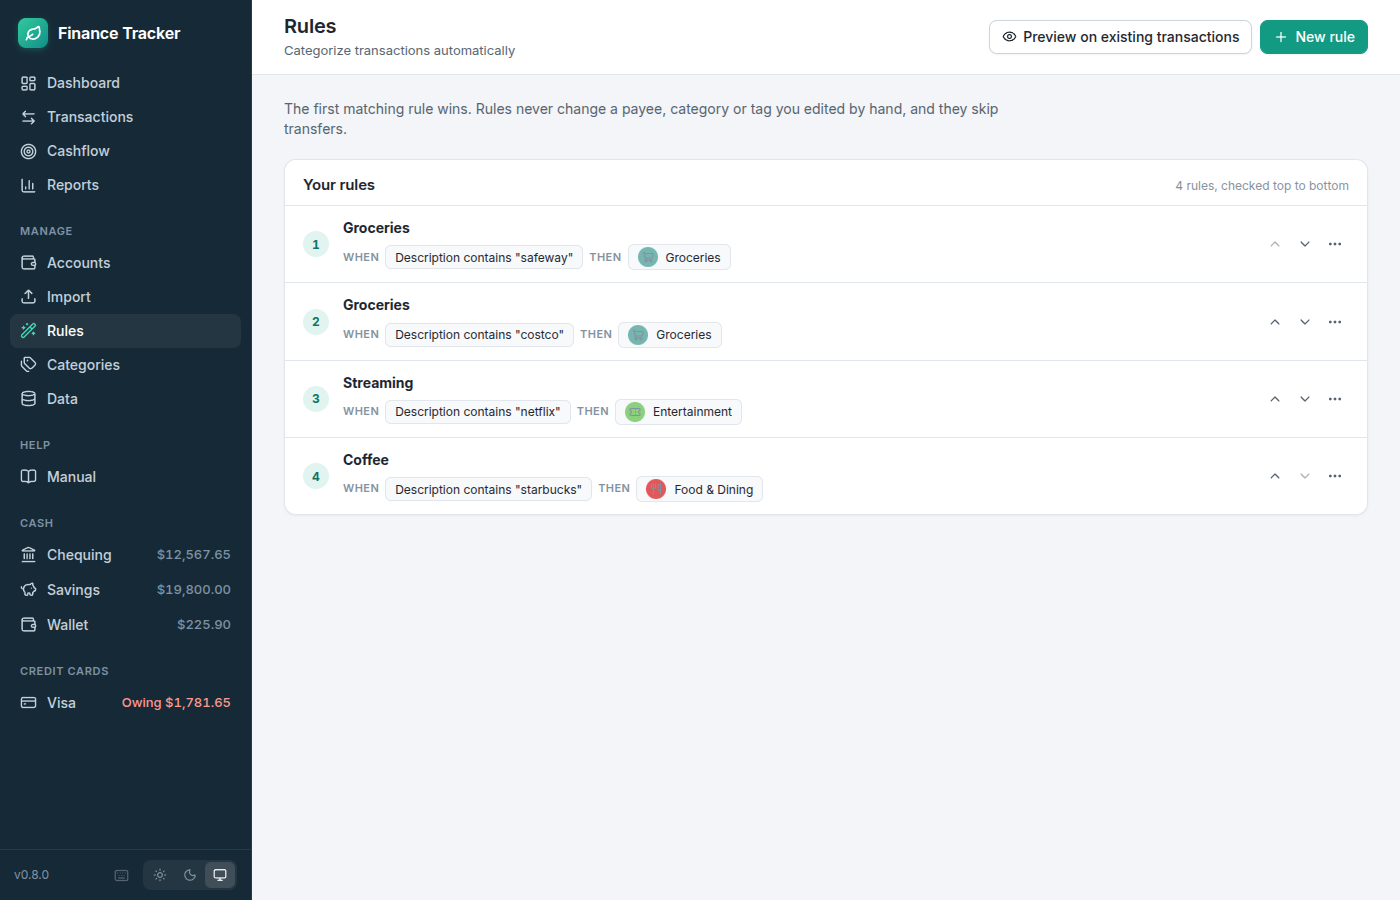 Finance Tracker
Dashboard
Transactions
Cashflow
Reports
MANAGE
Accounts
Import
Rules
Categories
Data
HELP
Manual
CASH
Chequing $12,567.65
Savings $19,800.00
Wallet $225.90
CREDIT CARDS
Visa Owing $1,781.65
v0.8.0
Rules
Categorize transactions automatically
Preview on existing transactions
New rule
The first matching rule wins. Rules never change a payee, category or tag you edited by hand, and they skip
transfers.
Your rules
4 rules, checked top to bottom
1
Groceries
WHEN Description contains "safeway" THEN Groceries
2
Groceries
WHEN Description contains "costco" THEN Groceries
3
Streaming
WHEN Description contains "netflix" THEN Entertainment
4
Coffee
WHEN Description contains "starbucks" THEN Food & Dining